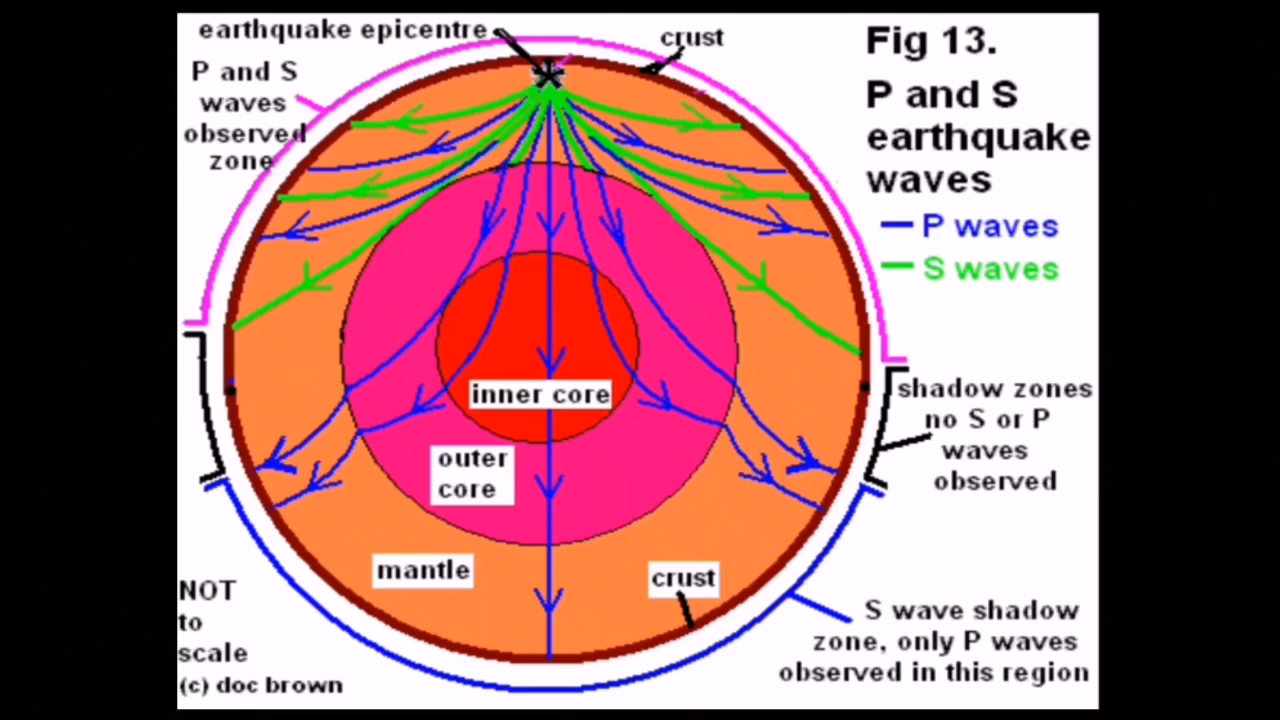 earthquake epicentre
crust
P and S
waves
observed
zone
Fig 13.
P and S
earthquake
waves
P waves
S waves
shadow zones
no S or P
waves
observed
inner core
outer
core
mantle
crust
NOT
to
scale
(c) doc brown
S wave shadow
zone, only P waves
observed in this region